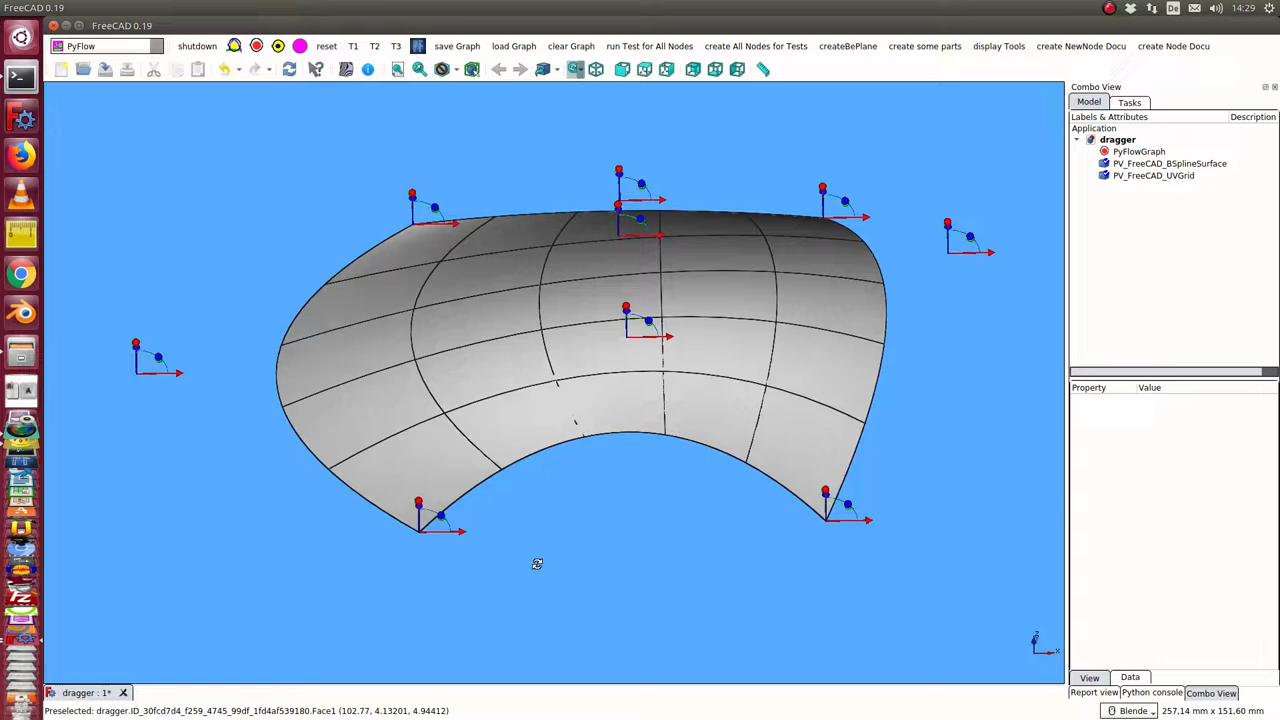 FreeCAD 0.19
De
14:29
FreeCAD 0.19
PyFlow
shutdown
reset
T1
T2
T3
save Graph
load Graph
clear Graph
run Test for All Nodes
create All Nodes for Tests
createBePlane
create some parts
display Tools
create NewNode Docu
create Node Docu
Combo View
Model
Tasks
Labels & Attributes
Description
Application
dragger
PyFlowGraph
PV_FreeCAD_BSplineSurface
PV_FreeCAD_UVGrid
Property
Value
z
x
View
Data
dragger : 1*
Report view
Python console
Combo View
Preselected: dragger.ID_30fcd7d4_f259_4745_99df_1fd4af539180.Face1 (102.77, 4.13201, 4.94412)
Blende
257,14 mm x 151,60 mm